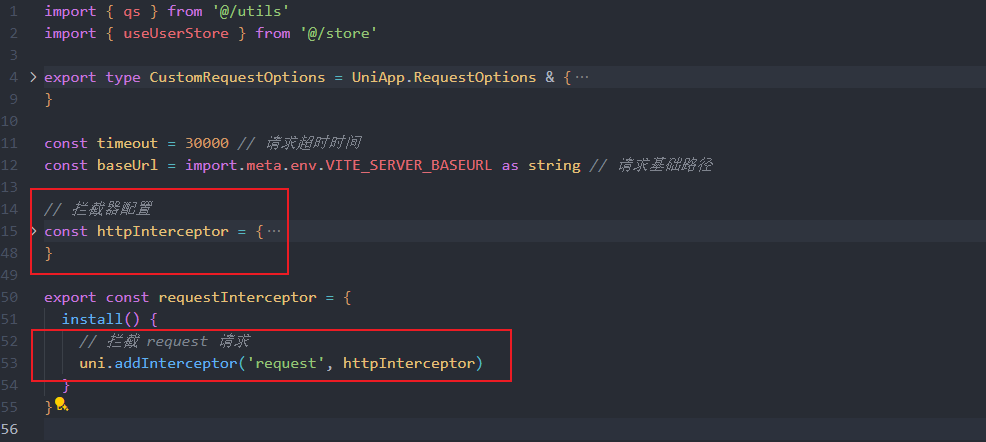 1 import { qs } from '@/utils'
2 import { useUserStore } from '@/store'
3
4 > export type CustomRequestOptions = UniApp.RequestOptions & {···
9 }
10
11 const timeout = 30000 // 请求超时时间
12 const baseUrl = import.meta.env.VITE_SERVER_BASEURL as string // 请求基础路径
13
14 // 拦截器配置
15 > const httpInterceptor = {···
48 }
49
50 export const requestInterceptor = {
51 install() {
52 // 拦截 request 请求
53 uni.addInterceptor('request', httpInterceptor)
54 }
55 }
56